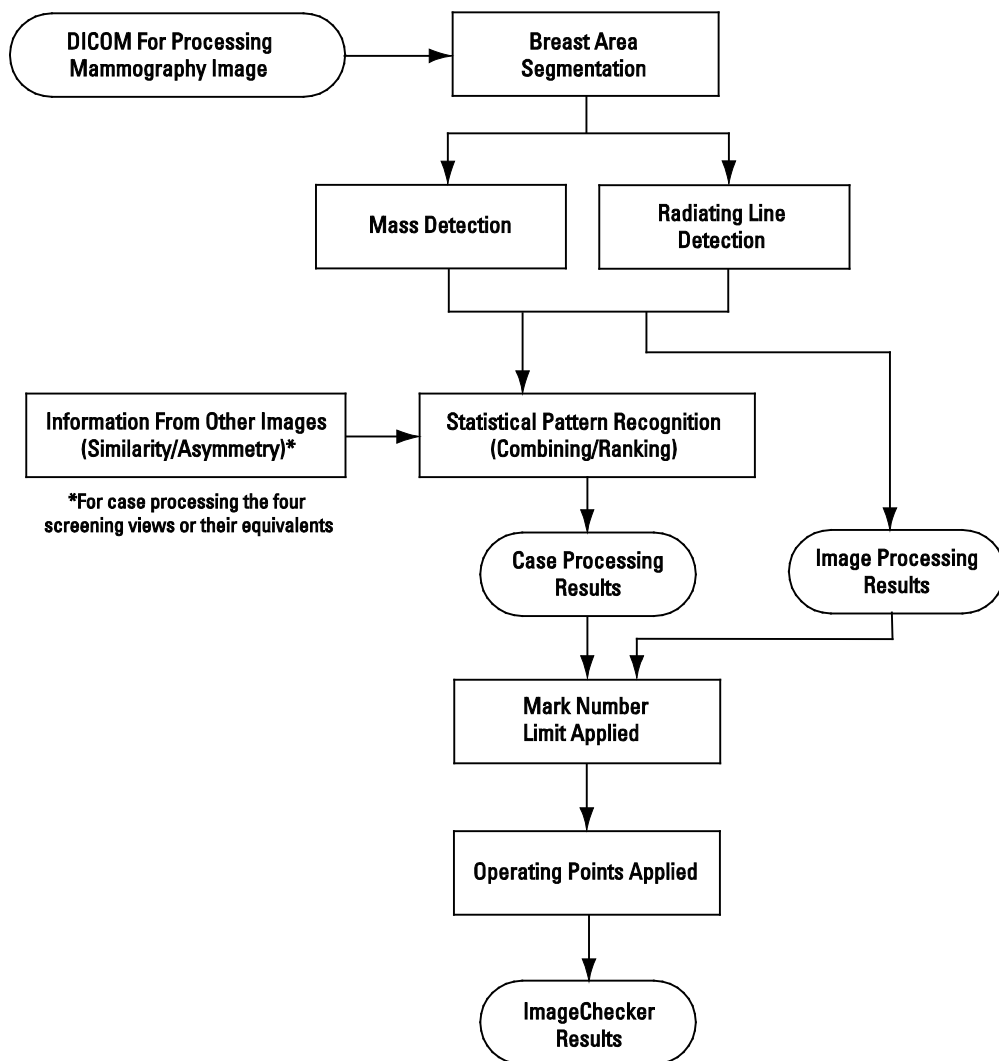 DICOM For Processing
Mammography Image
Breast Area
Segmentation
Mass Detection
Radiating Line
Detection
Information From Other Images
(Similarity/Asymmetry)*
*For case processing the four
screening views or their equivalents
Statistical Pattern Recognition
(Combining/Ranking)
Case Processing
Results
Image Processing
Results
Mark Number
Limit Applied
Operating Points Applied
ImageChecker
Results